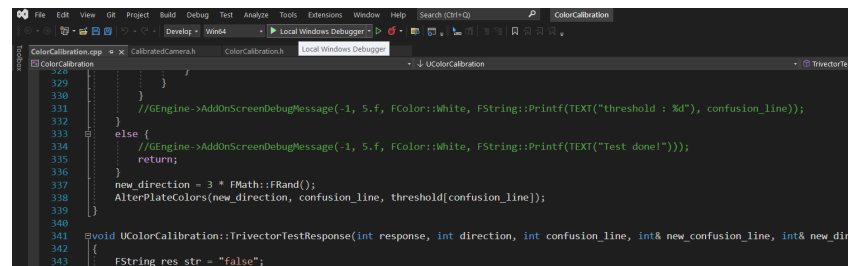 File Edit View Git Project Build Debug Test Analyze Tools Extensions Window Help Search (Ctrl+Q) ColorCalibration
Develop Win64 Local Windows Debugger
ColorCalibration.cpp CalibratedCamera.h ColorCalibration.h Local Windows Debugger
Toolbox
ColorCalibration UColorCalibration TrivectorTe
328 }
329 }
330 }
331 //GEngine->AddOnScreenDebugMessage(-1, 5.f, FColor::White, FString::Printf(TEXT("threshold : %d"), confusion_line));
332 }
333 else {
334 //GEngine->AddOnScreenDebugMessage(-1, 5.f, FColor::White, FString::Printf(TEXT("Test done!")));
335 return;
336 }
337 new_direction = 3 * FMath::FRand();
338 AlterPlateColors(new_direction, confusion_line, threshold[confusion_line]);
339 }
340
341 void UColorCalibration::TrivectorTestResponse(int response, int direction, int confusion_line, int& new_confusion_line, int& new_dir
342 {
343 FString res_str = "false";